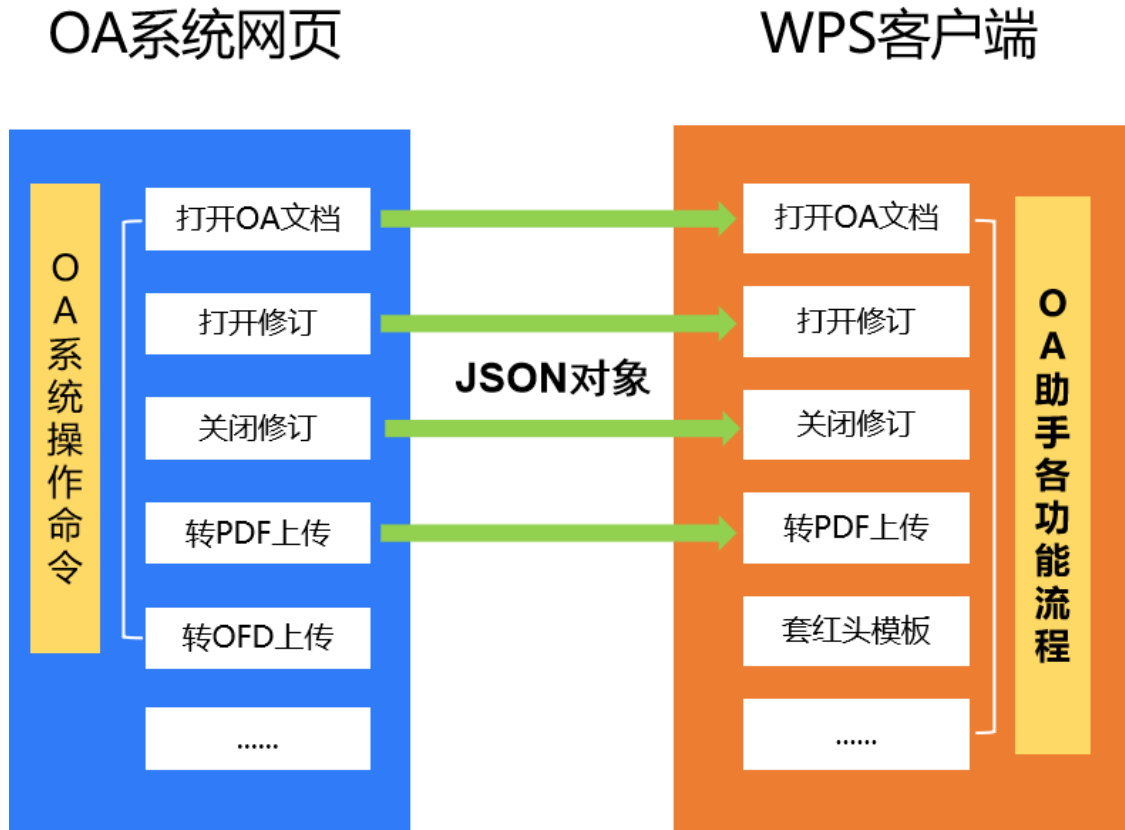 OA系统网页
WPS客户端
OA系统操作命令
打开OA文档
打开修订
关闭修订
转PDF上传
转OFD上传
......
JSON对象
打开OA文档
打开修订
关闭修订
转PDF上传
套红头模板
......
OA助手各功能流程